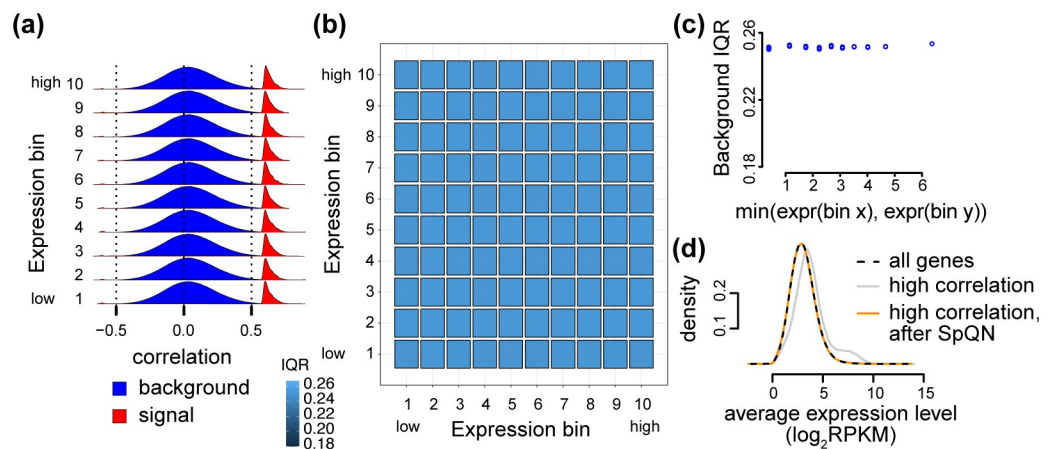 (a)
high 10
9
8
7
6
5
4
3
2
low 1
Expression bin
−0.5 0.0 0.5
correlation
background
signal
(b)
high 10
9
8
7
6
5
4
3
2
low 1
Expression bin
1 2 3 4 5 6 7 8 9 10
low Expression bin high
IQR
0.26
0.24
0.22
0.20
0.18
(c)
Background IQR
0.18 0.22 0.26
1 2 3 4 5 6
min(expr(bin x), expr(bin y))
(d)
density
0.1 0.2
all genes
high correlation
high correlation,
after SpQN
0 5 10 15
average expression level
(log₂RPKM)